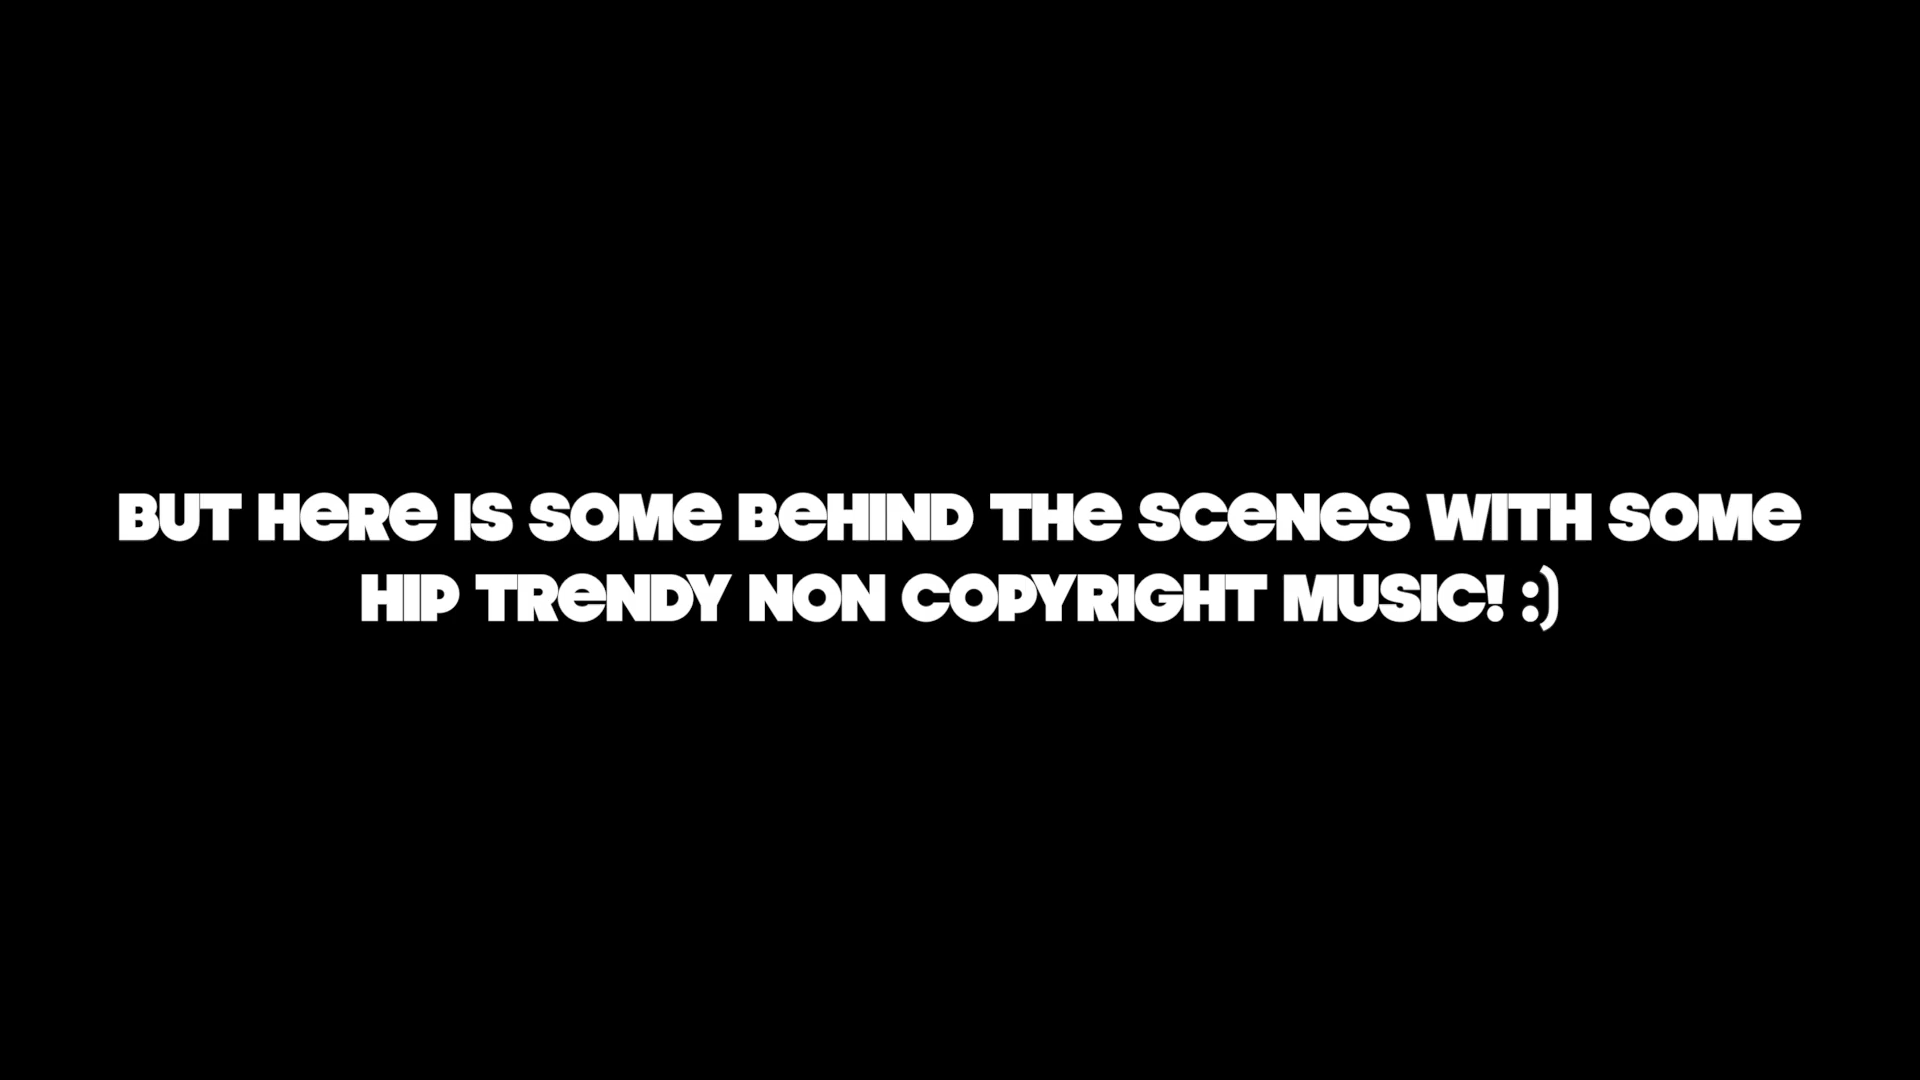 BUT HeRe IS SOMe BeHIND THe SCeNeS WITH SOMe
HIP TReNDY NON COPYRIGHT MUSIC! :)